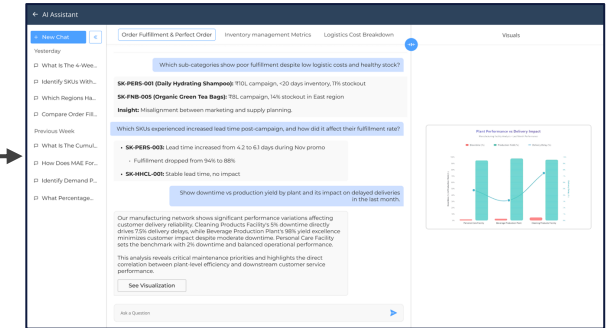 ← AI Assistant
+ New Chat
Yesterday
What Is The 4-Wee...
Identify SKUs With...
Which Regions Ha...
Compare Order Fill...
Previous Week
What Is The Cumul...
How Does MAE For...
Identify Demand P...
What Percentage...
Order Fulfillment & Perfect Order
Inventory management Metrics
Logistics Cost Breakdown
Which sub-categories show poor fulfillment despite low logistic costs and healthy stock?
SK-PERS-001 (Daily Hydrating Shampoo): ₹10L campaign, <20 days inventory, 11% stockout
SK-FNB-005 (Organic Green Tea Bags): ₹8L campaign, 14% stockout in East region
Insight: Misalignment between marketing and supply planning.
Which SKUs experienced increased lead time post-campaign, and how did it affect their fulfillment rate?
• SK-PERS-003: Lead time increased from 4.2 to 6.1 days during Nov promo
◦ Fulfillment dropped from 94% to 88%
• SK-HHCL-001: Stable lead time, no impact
Show downtime vs production yield by plant and its impact on delayed deliveries
in the last month.
Our manufacturing network shows significant performance variations affecting
customer delivery reliability. Cleaning Products Facility's 5% downtime directly
drives 7.5% delivery delays, while Beverage Production Plant's 98% yield excellence
minimizes customer impact despite moderate downtime. Personal Care Facility
sets the benchmark with 2% downtime and balanced operational performance.
This analysis reveals critical maintenance priorities and highlights the direct
correlation between plant-level efficiency and downstream customer service
performance.
See Visualization
Ask a Question
Visuals
Plant Performance vs Delivery Impact